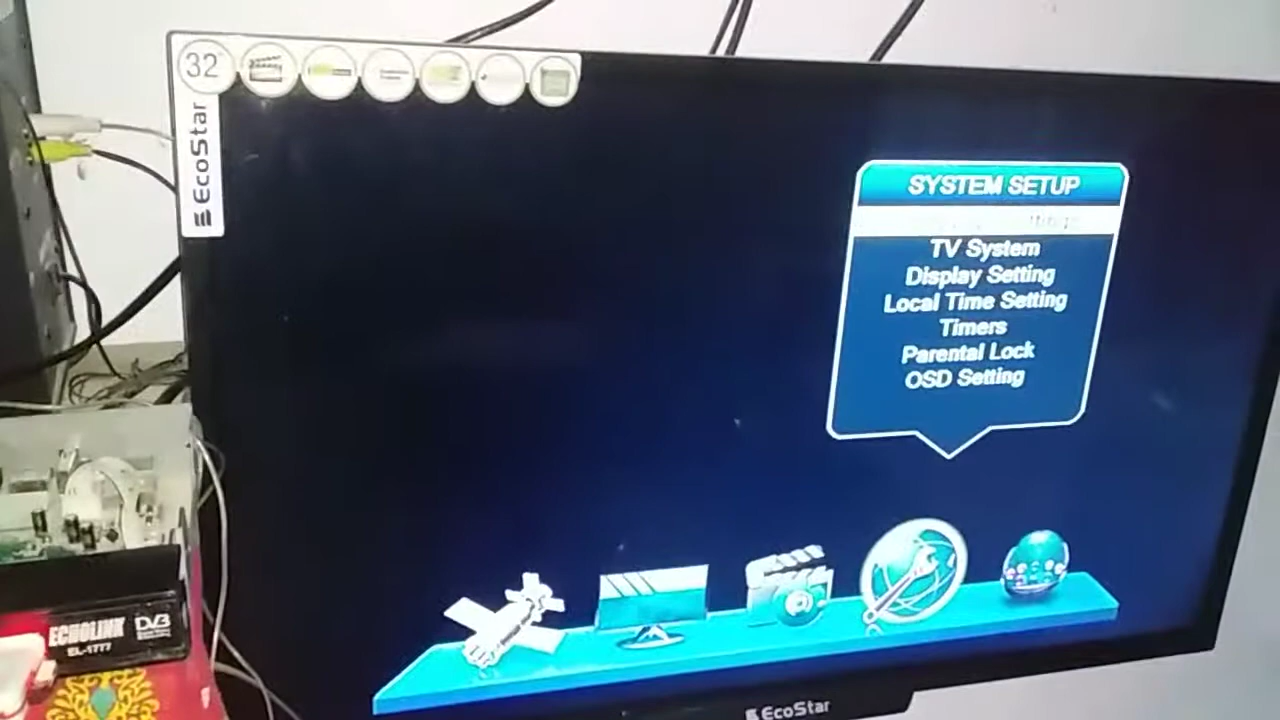 32"
EcoStar
SYSTEM SETUP
TV System
Display Setting
Local Time Setting
Timers
Parental Lock
OSD Setting
ECHOLINK
EL-1777
DVB
EcoStar